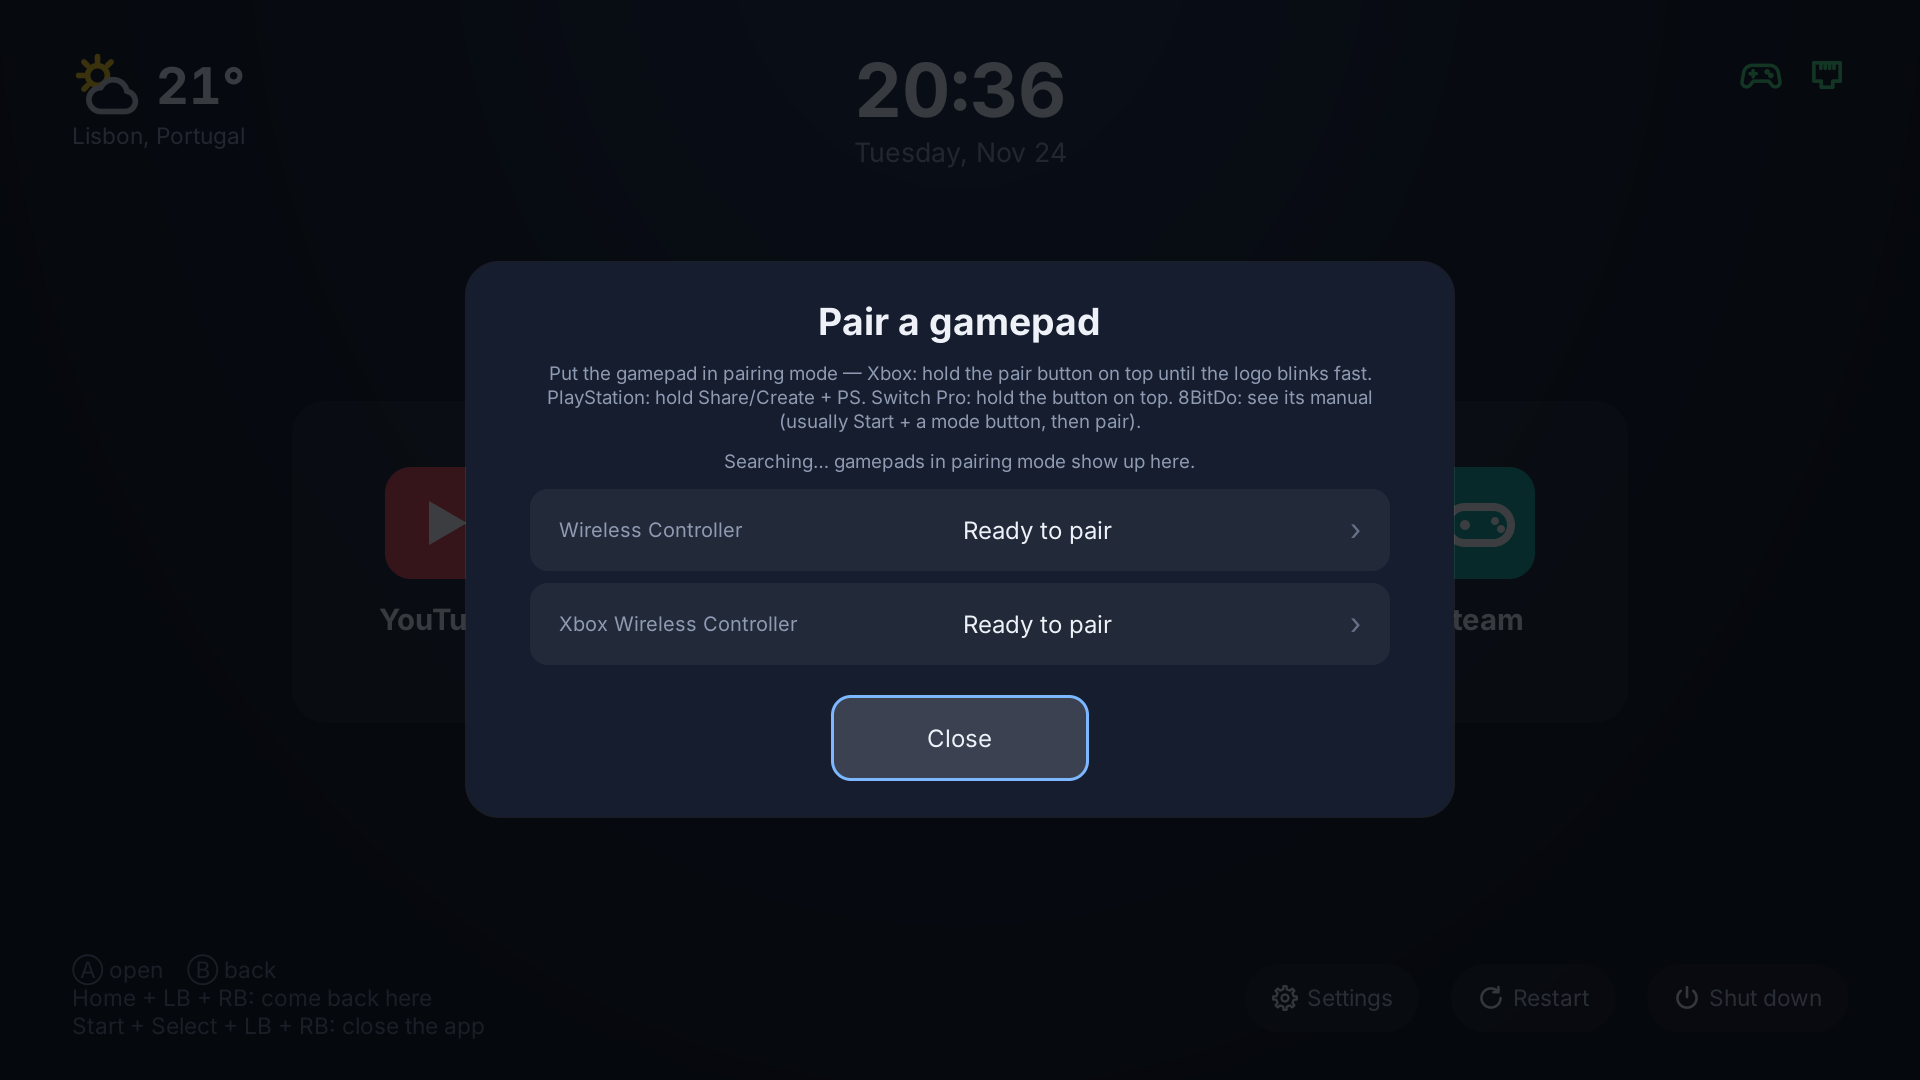 21°
Lisbon, Portugal
20:36
Tuesday, Nov 24
Pair a gamepad
Put the gamepad in pairing mode — Xbox: hold the pair button on top until the logo blinks fast.
PlayStation: hold Share/Create + PS. Switch Pro: hold the button on top. 8BitDo: see its manual
(usually Start + a mode button, then pair).
Searching... gamepads in pairing mode show up here.
Wireless Controller Ready to pair ›
Xbox Wireless Controller Ready to pair ›
YouTu
team
Close
A open B back
Home + LB + RB: come back here
Start + Select + LB + RB: close the app
Settings Restart Shut down